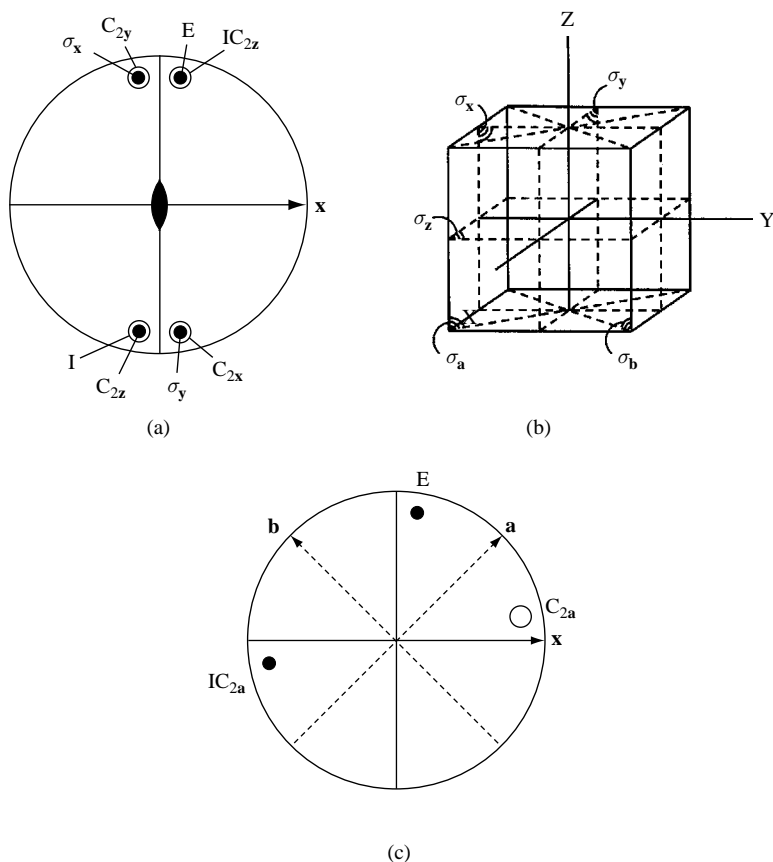 C₂y
σx
E
IC₂z
x
I
C₂z
σy
C₂x
(a)
Z
σy
σx
Y
σz
X
σa
σb
(b)
E
b
a
C₂a
x
IC₂a
(c)